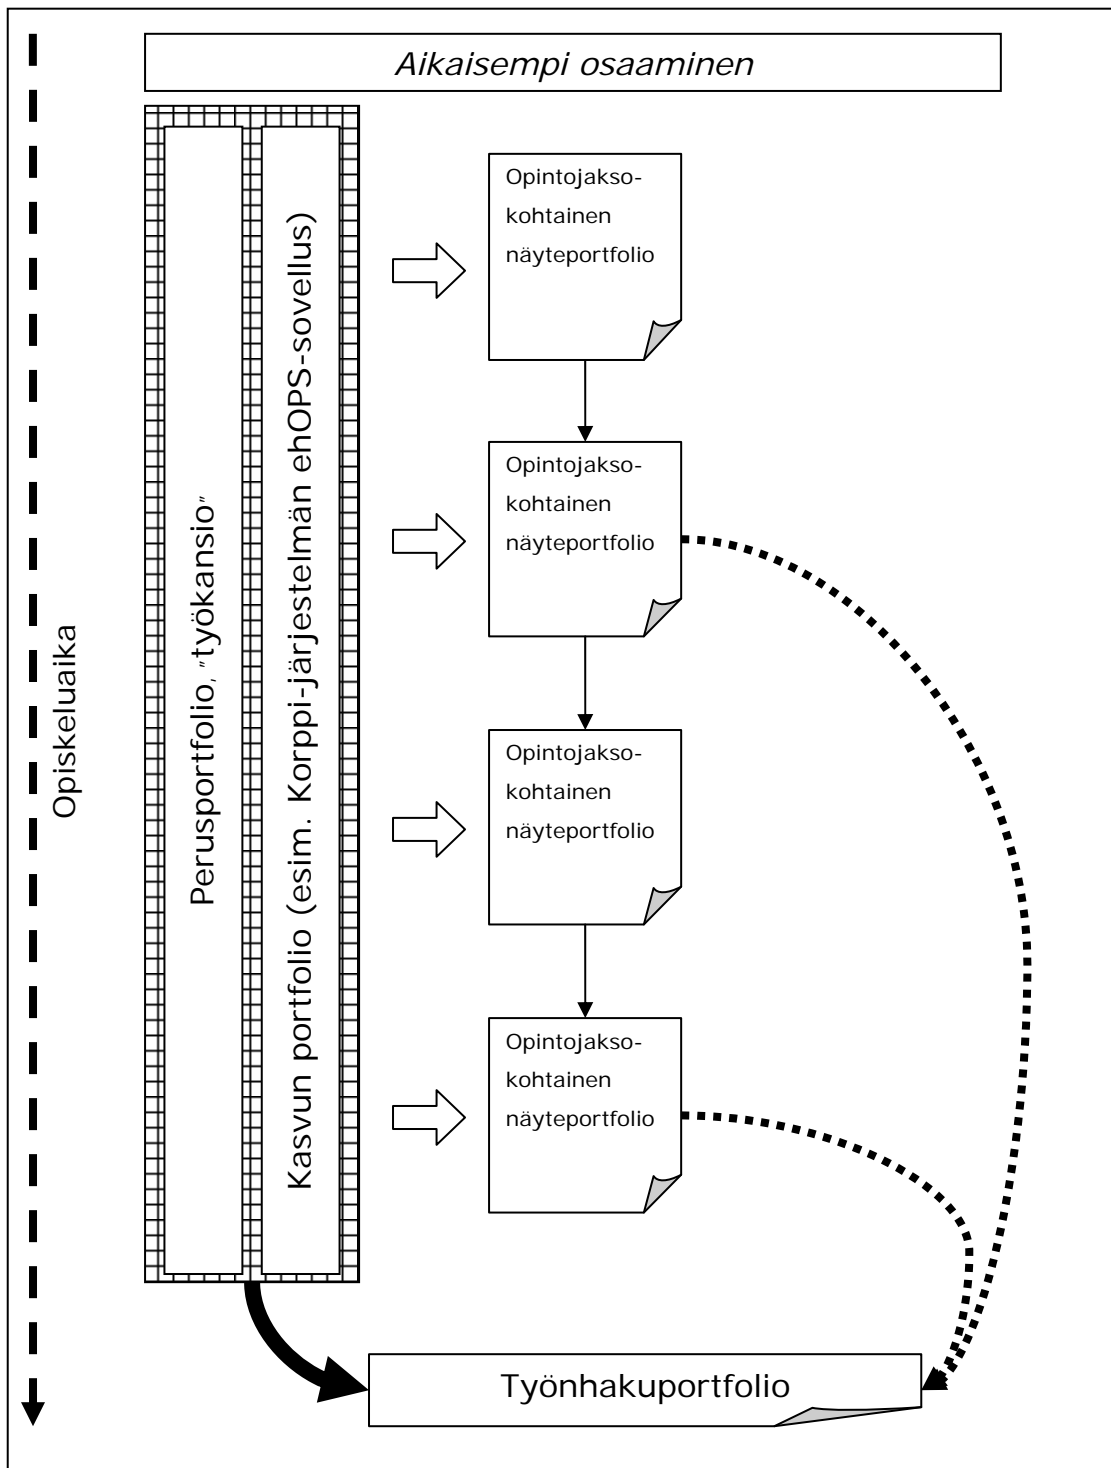 Aikaisempi osaaminen
Opiskeluaika
Perusportfolio, "työkansio"
Kasvun portfolio (esim. Korppi-järjestelmän ehOPS-sovellus)
Opintojakso-
kohtainen
näyteportfolio
Opintojakso-
kohtainen
näyteportfolio
Opintojakso-
kohtainen
näyteportfolio
Opintojakso-
kohtainen
näyteportfolio
Työnhakuportfolio